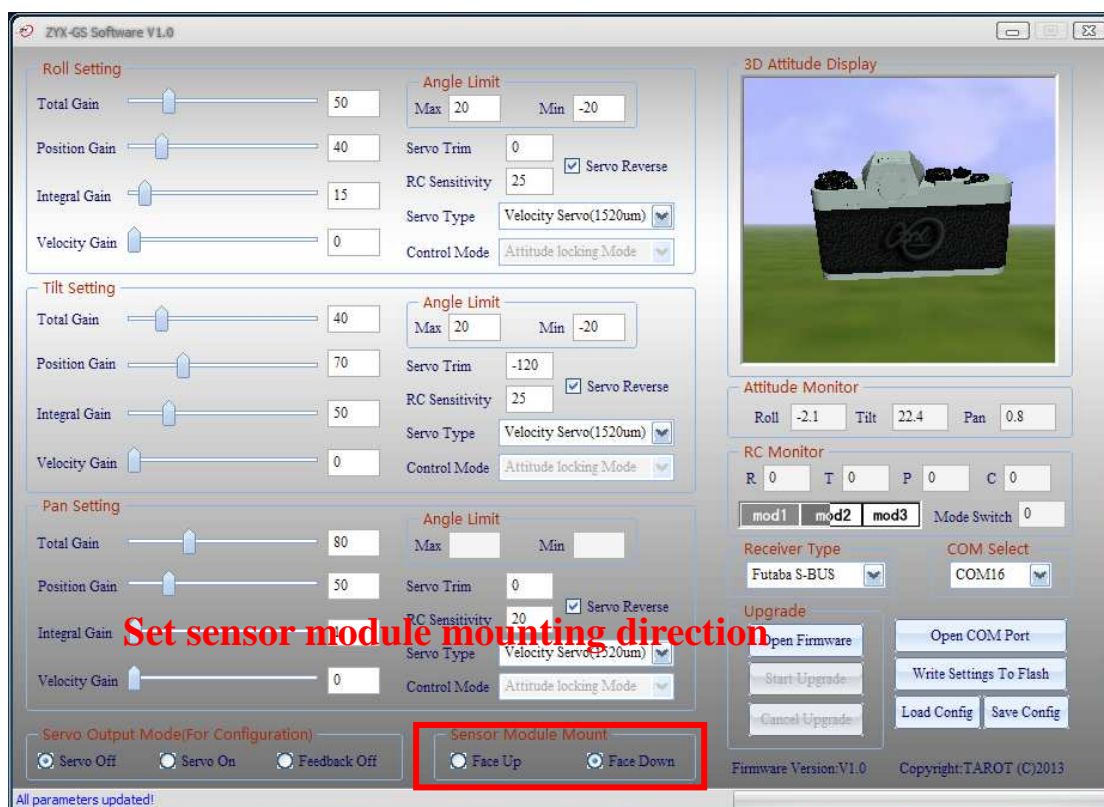 ZYX-GS Software V1.0
Roll Setting
Total Gain 50
Position Gain 40
Integral Gain 15
Velocity Gain 0
Angle Limit
Max 20 Min -20
Servo Trim 0
Servo Reverse
RC Sensitivity 25
Servo Type Velocity Servo(1520um)
Control Mode Attitude locking Mode
Tilt Setting
Total Gain 40
Position Gain 70
Integral Gain 50
Velocity Gain 0
Angle Limit
Max 20 Min -20
Servo Trim -120
Servo Reverse
RC Sensitivity 25
Servo Type Velocity Servo(1520um)
Control Mode Attitude locking Mode
Pan Setting
Total Gain 80
Position Gain 50
Integral Gain
Velocity Gain 0
Angle Limit
Max Min
Servo Trim 0
Servo Reverse
RC Sensitivity 20
Servo Type Velocity Servo(1520um)
Control Mode Attitude locking Mode
Set sensor module mounting direction
Servo Output Mode(For Configuration)
Servo Off Servo On Feedback Off
Sensor Module Mount
Face Up Face Down
All parameters updated!
3D Attitude Display
Attitude Monitor
Roll -2.1 Tilt 22.4 Pan 0.8
RC Monitor
R 0 T 0 P 0 C 0
mod1 mod2 mod3 Mode Switch 0
Receiver Type
Futaba S-BUS
COM Select
COM16
Upgrade
Open Firmware
Start Upgrade
Cancel Upgrade
Open COM Port
Write Settings To Flash
Load Config Save Config
Firmware Version:V1.0 Copyright:TAROT (C)2013